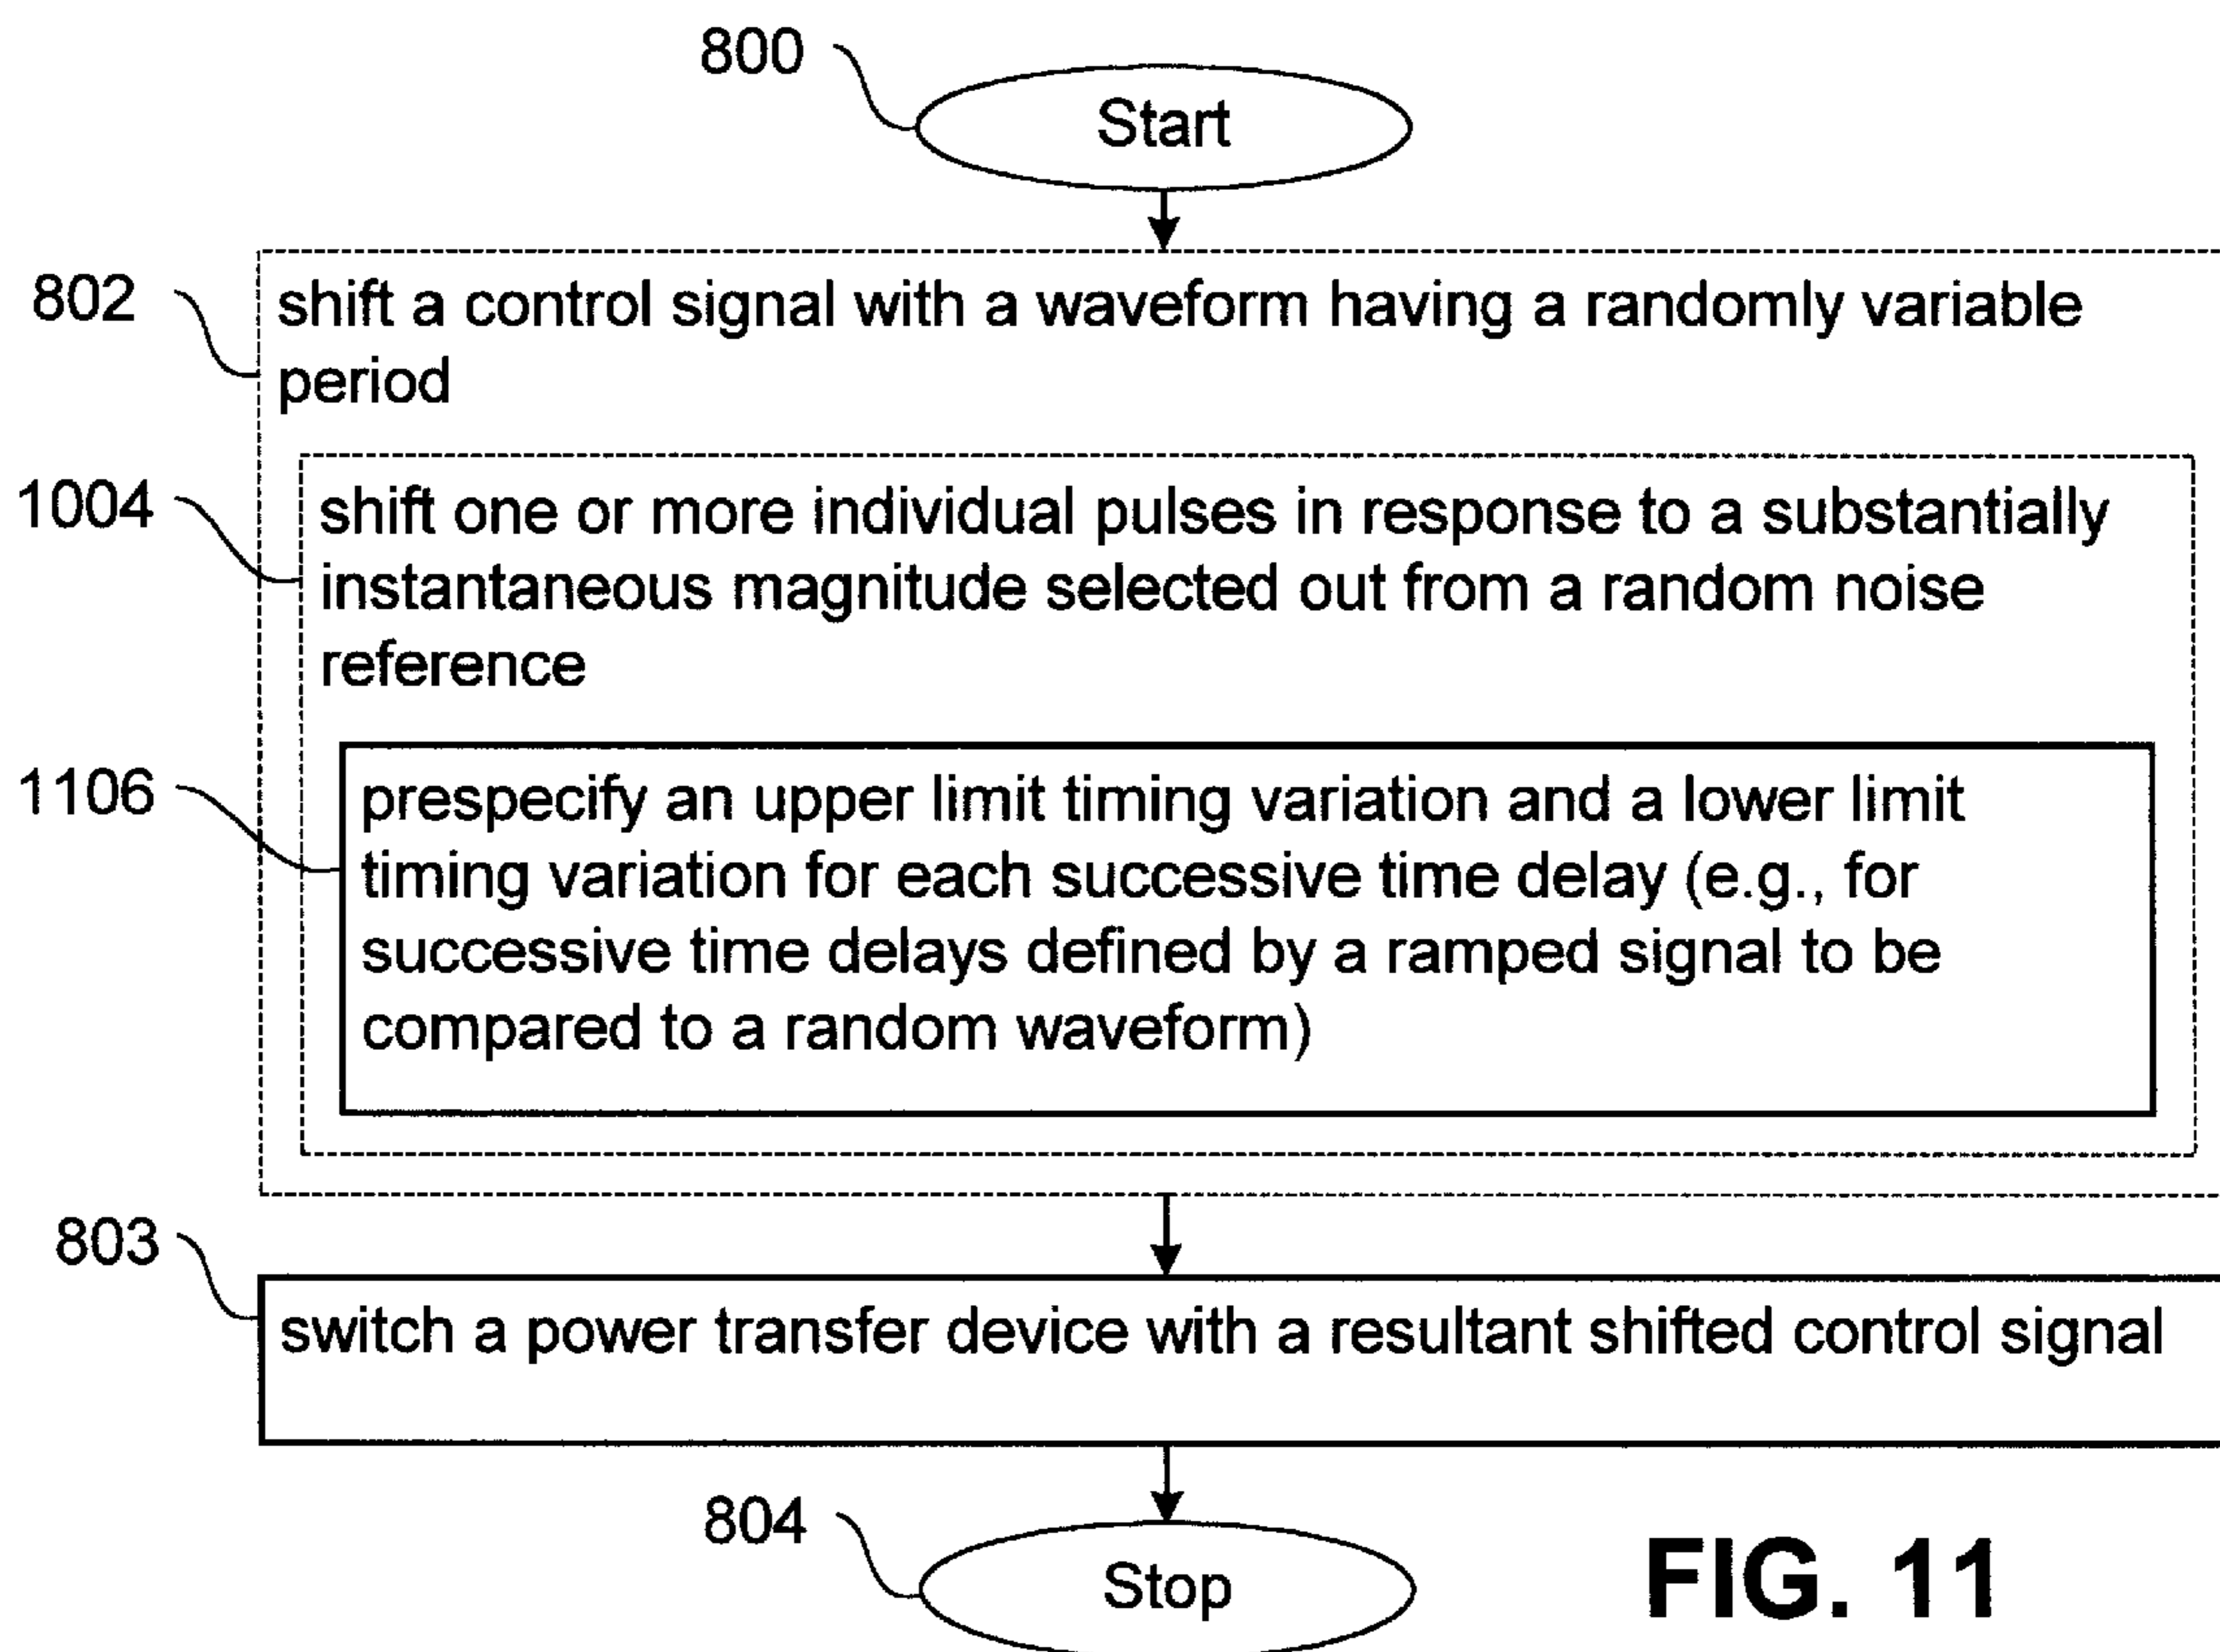 800
Start
802
shift a control signal with a waveform having a randomly variable
period
1004
shift one or more individual pulses in response to a substantially
instantaneous magnitude selected out from a random noise
reference
1106
prespecify an upper limit timing variation and a lower limit
timing variation for each successive time delay (e.g., for
successive time delays defined by a ramped signal to be
compared to a random waveform)
803
switch a power transfer device with a resultant shifted control signal
804
Stop
FIG. 11